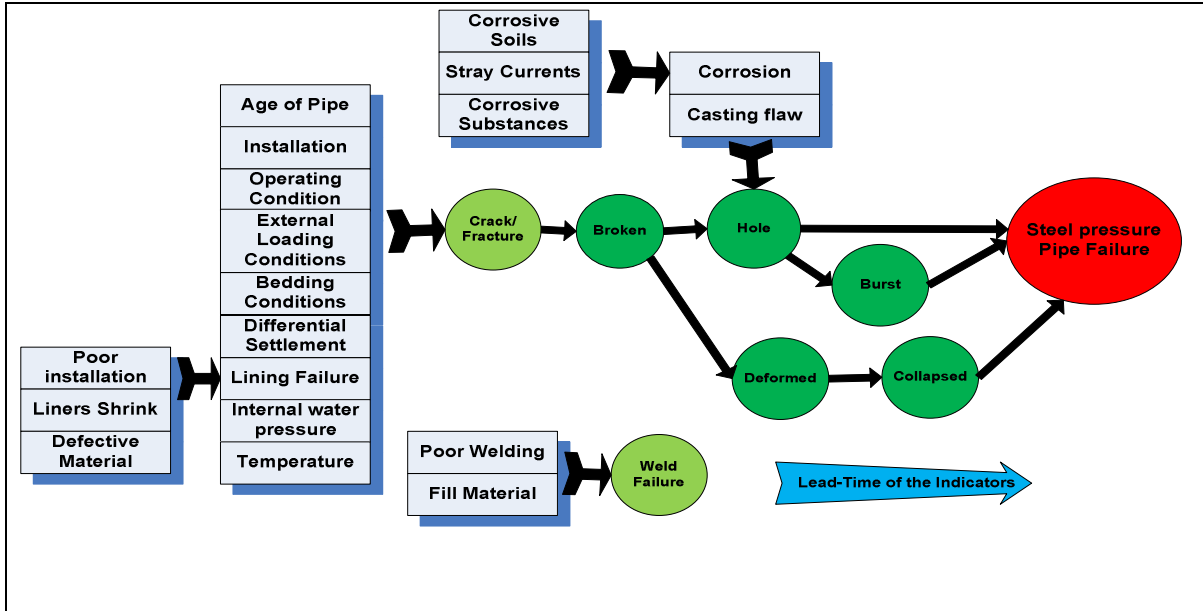 Corrosive
Soils
Stray Currents
Corrosive
Substances
Corrosion
Casting flaw
Age of Pipe
Installation
Operating
Condition
External
Loading
Conditions
Bedding
Conditions
Differential
Settlement
Lining Failure
Internal water
pressure
Temperature
Poor
installation
Liners Shrink
Defective
Material
Crack/
Fracture
Broken
Hole
Burst
Steel pressure
Pipe Failure
Deformed
Collapsed
Poor Welding
Fill Material
Weld
Failure
Lead-Time of the Indicators